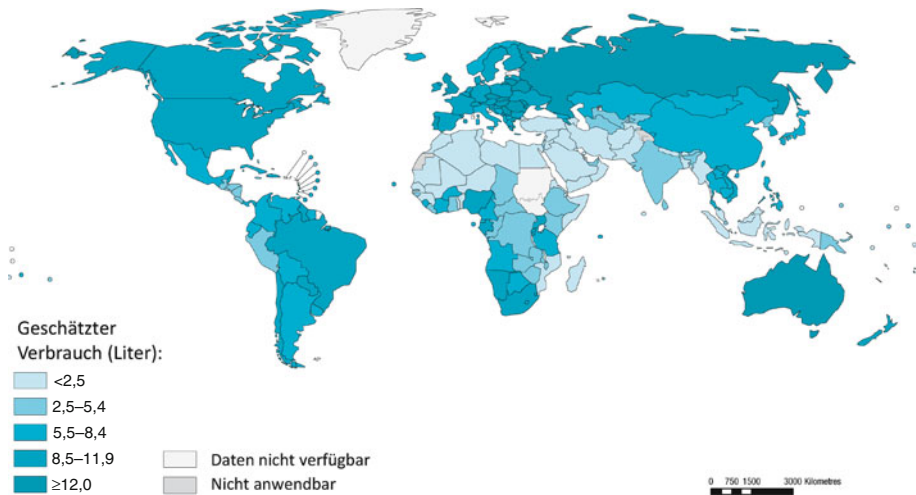 Geschätzter
Verbrauch (Liter):
<2,5
2,5–5,4
5,5–8,4
8,5–11,9
≥12,0
Daten nicht verfügbar
Nicht anwendbar
0 750 1500 3000 Kilometres